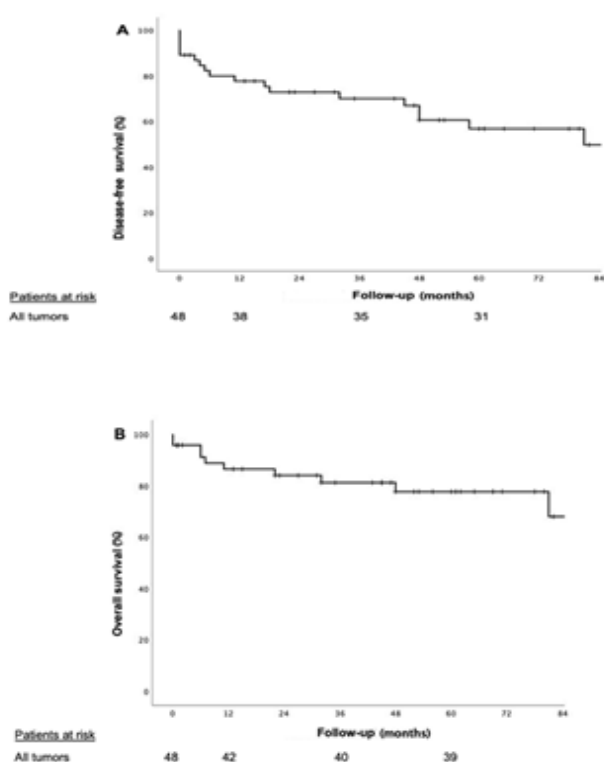 A
100
80
60
40
20
0
Disease-free survival (%)
0 12 24 36 48 60 72 84
Patients at risk Follow-up (months)
All tumors 48 38 35 31
B
100
80
60
40
20
0
Overall survival (%)
0 12 24 36 48 60 72 84
Patients at risk Follow-up (months)
All tumors 48 42 40 39